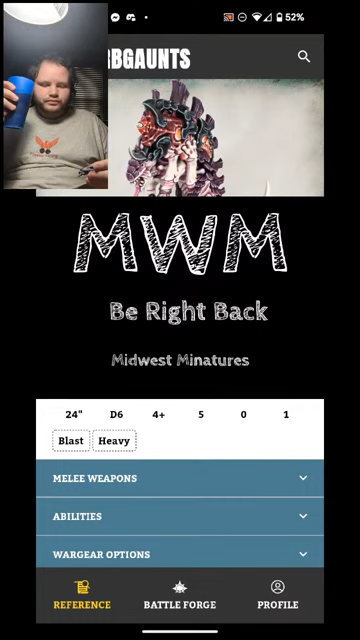 52%
RBGAUNTS
MWM
Be Right Back
Midwest Minatures
24" D6 4+ 5 0 1
Blast Heavy
MELEE WEAPONS
ABILITIES
WARGEAR OPTIONS
REFERENCE BATTLE FORGE PROFILE